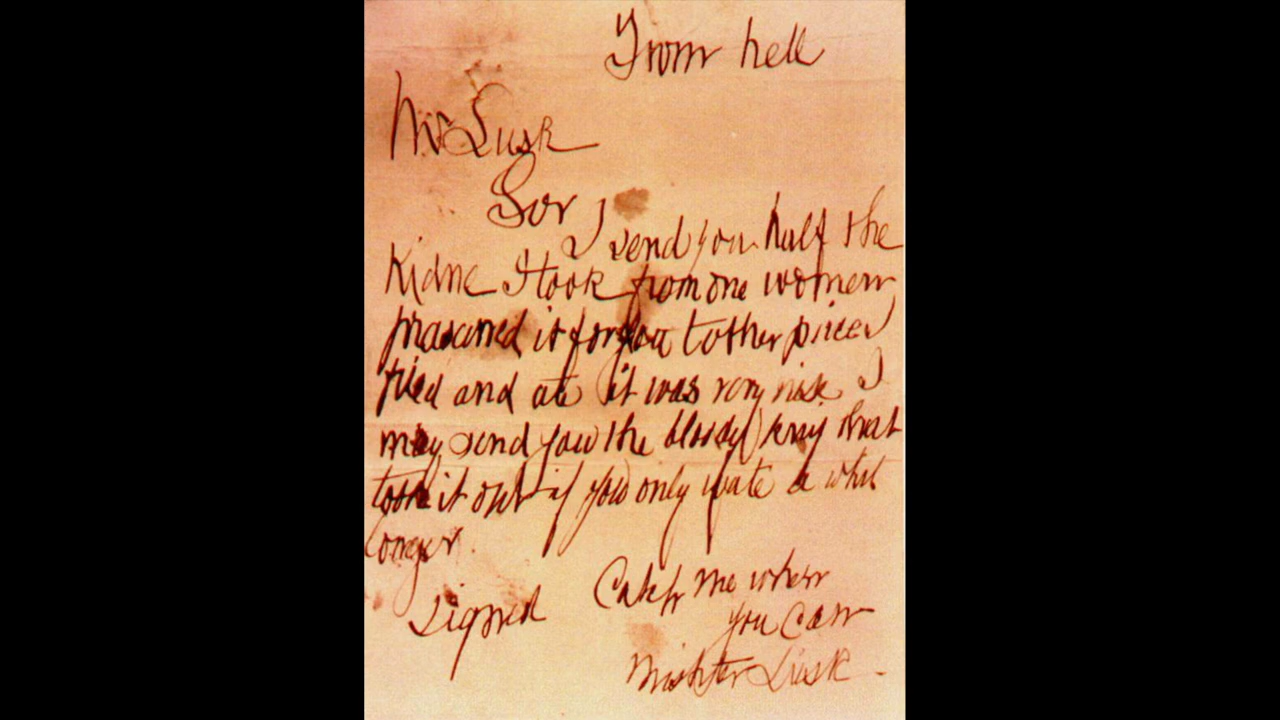 From hell
Mr Lusk
Sor
I send you half the
Kidne I took from one women
prasarved it for you tother piece I
fried and ate it was very nise I
may send you the bloody knif that
took it out if you only wate a whil
longer.
signed Catch me when
you Can
Mishter Lusk.